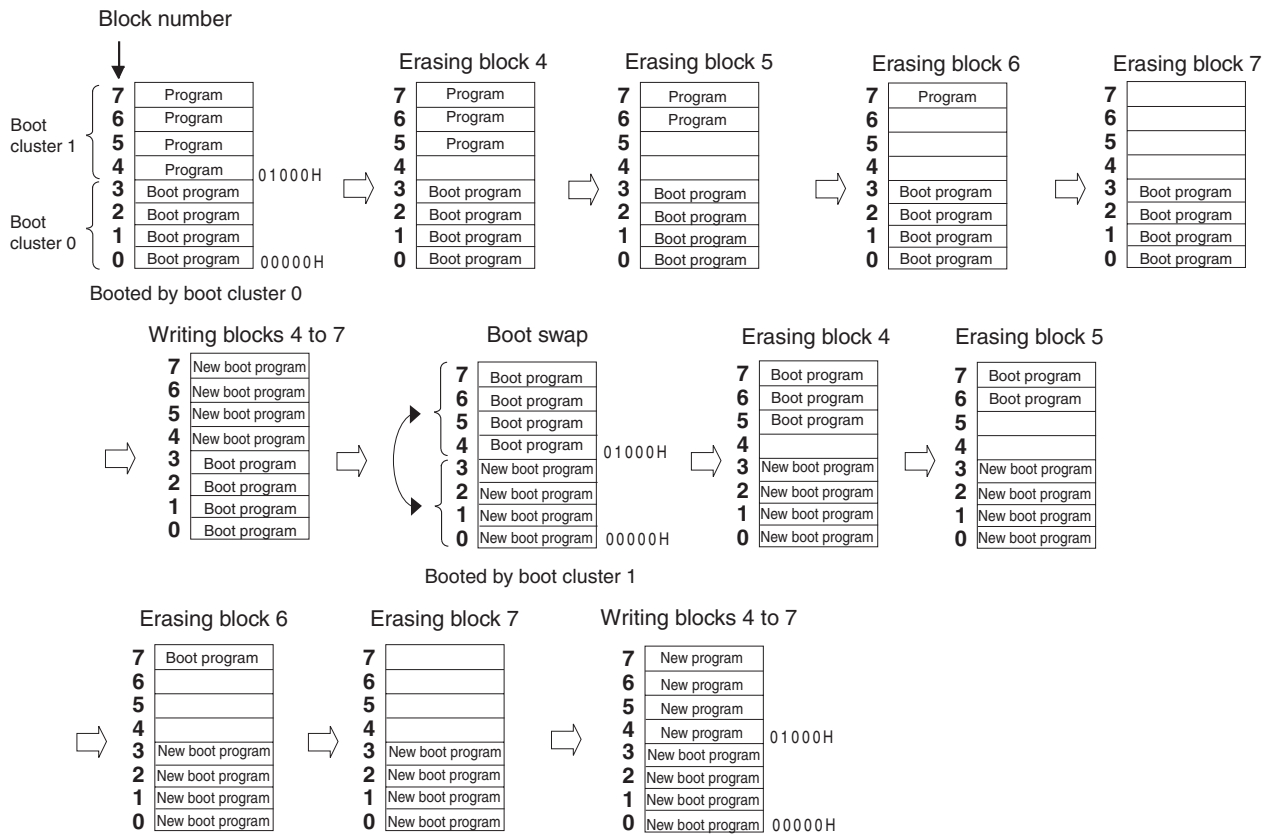 Block number
Erasing block 4
Erasing block 5
Erasing block 6
Erasing block 7
Boot
cluster 1
Boot
cluster 0
7 Program
6 Program
5 Program
4 Program
01000H
3 Boot program
2 Boot program
1 Boot program
0 Boot program
00000H
Booted by boot cluster 0
7 Program
6 Program
5 Program
4
3 Boot program
2 Boot program
1 Boot program
0 Boot program
7 Program
6 Program
5
4
3 Boot program
2 Boot program
1 Boot program
0 Boot program
7 Program
6
5
4
3 Boot program
2 Boot program
1 Boot program
0 Boot program
7
6
5
4
3 Boot program
2 Boot program
1 Boot program
0 Boot program
Writing blocks 4 to 7
7 New boot program
6 New boot program
5 New boot program
4 New boot program
3 Boot program
2 Boot program
1 Boot program
0 Boot program
Boot swap
7 Boot program
6 Boot program
5 Boot program
4 Boot program
01000H
3 New boot program
2 New boot program
1 New boot program
0 New boot program
00000H
Booted by boot cluster 1
Erasing block 4
7 Boot program
6 Boot program
5 Boot program
4
3 New boot program
2 New boot program
1 New boot program
0 New boot program
Erasing block 5
7 Boot program
6 Boot program
5
4
3 New boot program
2 New boot program
1 New boot program
0 New boot program
Erasing block 6
7 Boot program
6
5
4
3 New boot program
2 New boot program
1 New boot program
0 New boot program
Erasing block 7
7
6
5
4
3 New boot program
2 New boot program
1 New boot program
0 New boot program
Writing blocks 4 to 7
7 New program
6 New program
5 New program
4 New program
01000H
3 New boot program
2 New boot program
1 New boot program
0 New boot program
00000H